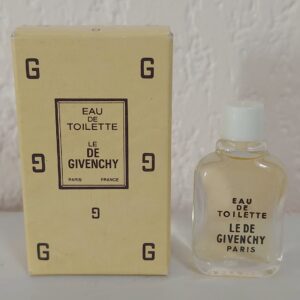 G G
EAU
DE
TOILETTE
LE
DE
GIVENCHY
PARIS FRANCE
G G
G
G G
EAU
DE
TOILETTE
LE DE
GIVENCHY
PARIS